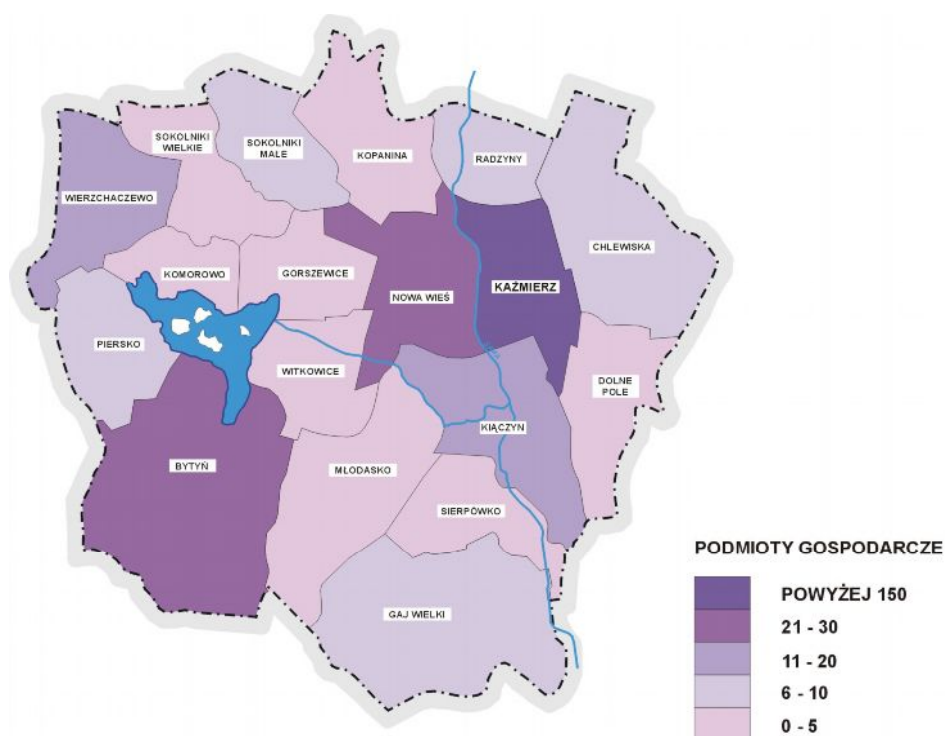 SOKOLNIKI
WIELKIE
SOKOLNIKI
MAŁE
KOPANINA
RADZYNY
WIERZCHACZEWO
CHLEWISKA
KOMOROWO
GORSZEWICE
NOWA WIEŚ
KAŹMIERZ
PIERSKO
WITKOWICE
DOLNE
POLE
KIĄCZYN
BYTYŃ
MŁODASKO
SIERPÓWKO
GAJ WIELKI
PODMIOTY GOSPODARCZE
POWYŻEJ 150
21 - 30
11 - 20
6 - 10
0 - 5